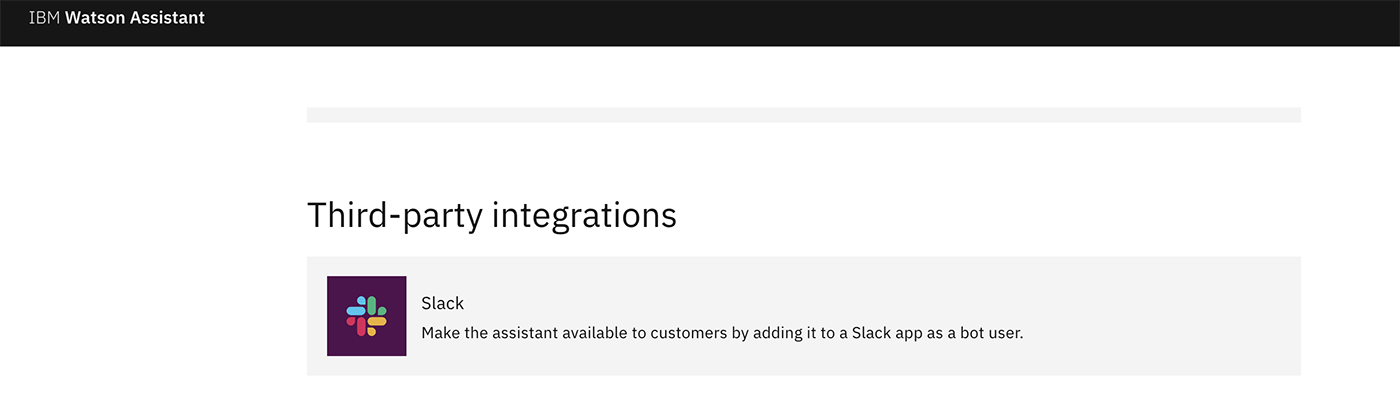 IBM Watson Assistant
Third-party integrations
Slack
Make the assistant available to customers by adding it to a Slack app as a bot user.